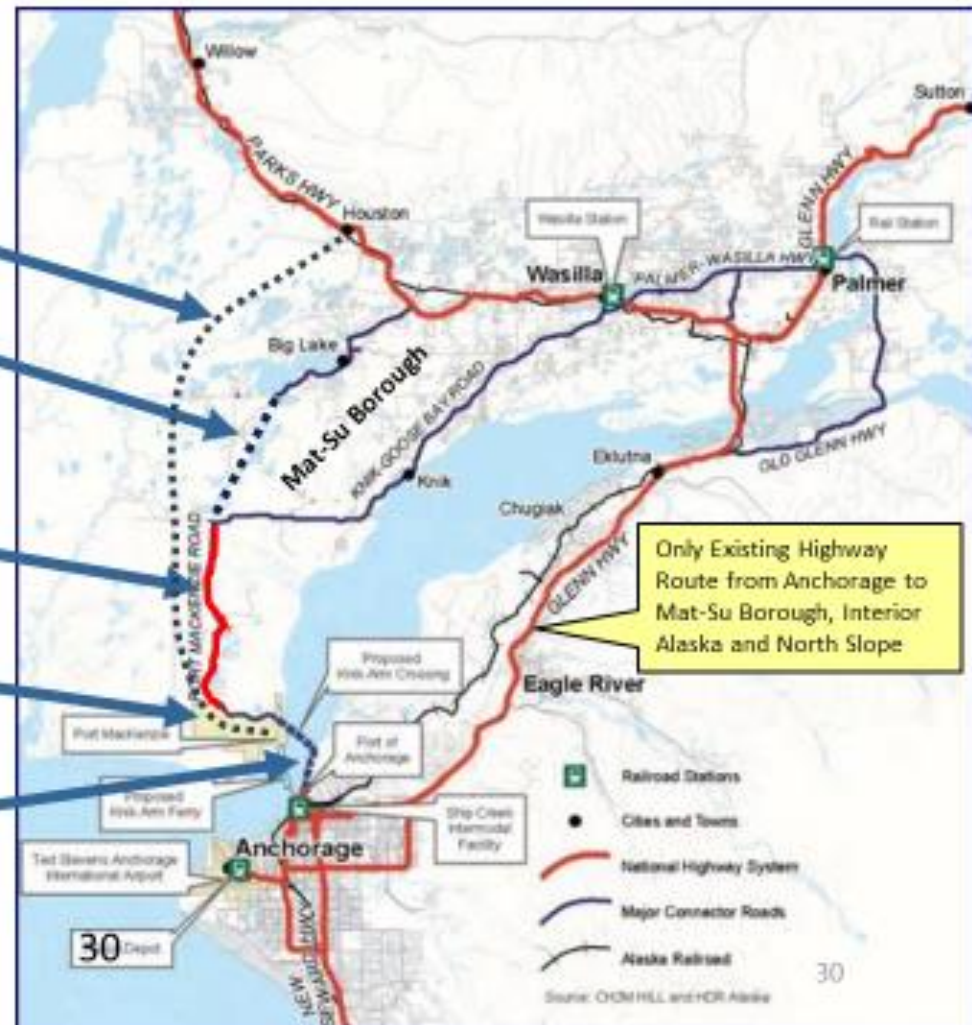 Willow
Sutton
PARKS HWY
GLENN HWY
Houston
Wasilla Station
Rail Station
Wasilla
PALMER-WASILLA HWY
Palmer
Big Lake
Mat-Su Borough
KNIK-GOOSE BAY ROAD
Knik
Eklutna
OLD GLENN HWY
Chugiak
GLENN HWY
Only Existing Highway
Route from Anchorage to
Mat-Su Borough, Interior
Alaska and North Slope
POINT MACKENZIE ROAD
Proposed
Knik Arm Crossing
Eagle River
Port MacKenzie
Port of
Anchorage
Proposed
Knik Arm Ferry
Ship Creek
Intermodal
Facility
Anchorage
Ted Stevens Anchorage
International Airport
30 Depot
NEW
SEWARD HWY
Railroad Stations
Cities and Towns
National Highway System
Major Connector Roads
Alaska Railroad
30
Source: CH2M HILL and HDR Alaska